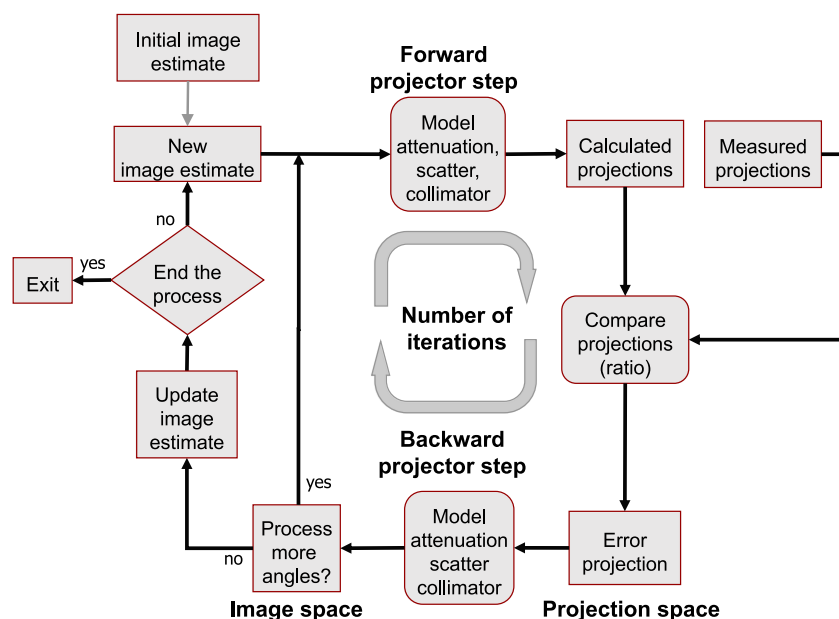 Initial image
estimate
Forward
projector step
New
image estimate
Model
attenuation,
scatter,
collimator
Calculated
projections
Measured
projections
no
yes
Exit
End the
process
Number of
iterations
Compare
projections
(ratio)
Update
image
estimate
Backward
projector step
yes
no
Process
more
angles?
Model
attenuation
scatter
collimator
Error
projection
Image space
Projection space